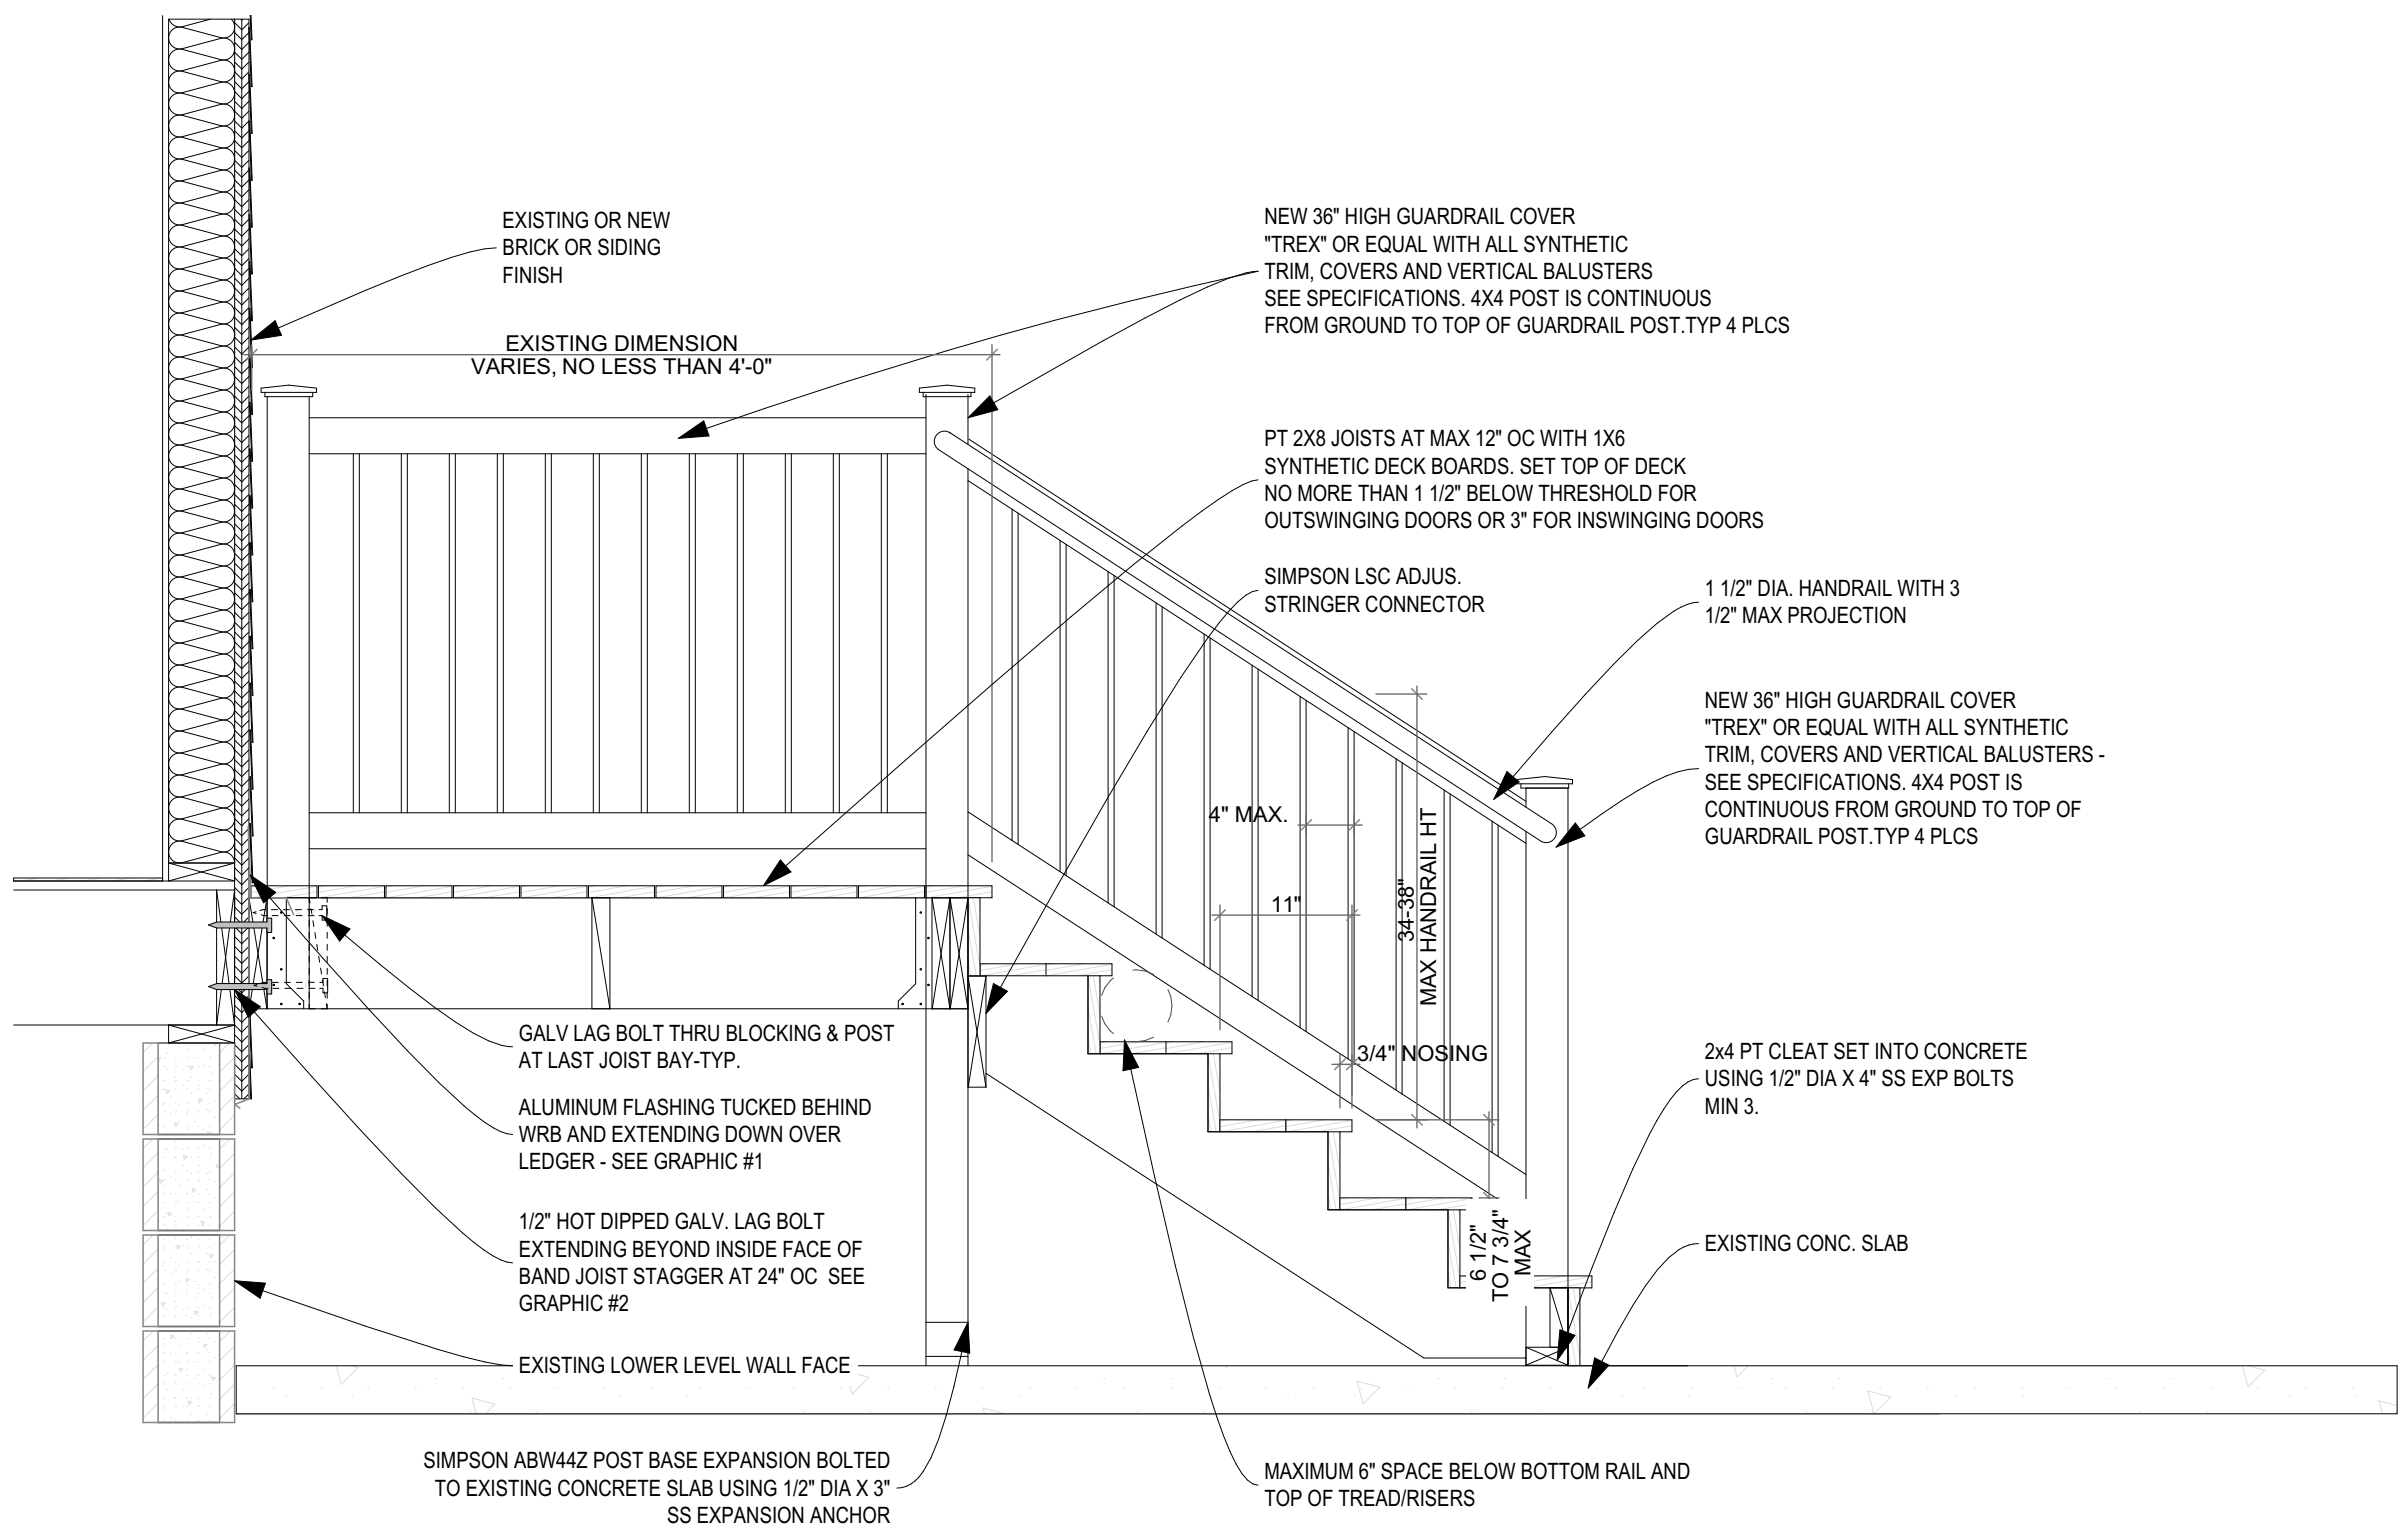 EXISTING OR NEW
BRICK OR SIDING
FINISH
EXISTING DIMENSION
VARIES, NO LESS THAN 4'-0"
NEW 36" HIGH GUARDRAIL COVER
"TREX" OR EQUAL WITH ALL SYNTHETIC
TRIM, COVERS AND VERTICAL BALUSTERS
SEE SPECIFICATIONS. 4X4 POST IS CONTINUOUS
FROM GROUND TO TOP OF GUARDRAIL POST.TYP 4 PLCS
PT 2X8 JOISTS AT MAX 12" OC WITH 1X6
SYNTHETIC DECK BOARDS. SET TOP OF DECK
NO MORE THAN 1 1/2" BELOW THRESHOLD FOR
OUTSWINGING DOORS OR 3" FOR INSWINGING DOORS
SIMPSON LSC ADJUS.
STRINGER CONNECTOR
1 1/2" DIA. HANDRAIL WITH 3
1/2" MAX PROJECTION
NEW 36" HIGH GUARDRAIL COVER
"TREX" OR EQUAL WITH ALL SYNTHETIC
TRIM, COVERS AND VERTICAL BALUSTERS -
SEE SPECIFICATIONS. 4X4 POST IS
CONTINUOUS FROM GROUND TO TOP OF
GUARDRAIL POST.TYP 4 PLCS
4" MAX.
11"
34-38"
MAX HANDRAIL HT
3/4" NOSING
6 1/2"
TO 7 3/4"
MAX
GALV LAG BOLT THRU BLOCKING & POST
AT LAST JOIST BAY-TYP.
ALUMINUM FLASHING TUCKED BEHIND
WRB AND EXTENDING DOWN OVER
LEDGER - SEE GRAPHIC #1
1/2" HOT DIPPED GALV. LAG BOLT
EXTENDING BEYOND INSIDE FACE OF
BAND JOIST STAGGER AT 24" OC  SEE
GRAPHIC #2
EXISTING LOWER LEVEL WALL FACE
2x4 PT CLEAT SET INTO CONCRETE
USING 1/2" DIA X 4" SS EXP BOLTS
MIN 3.
EXISTING CONC. SLAB
SIMPSON ABW44Z POST BASE EXPANSION BOLTED
TO EXISTING CONCRETE SLAB USING 1/2" DIA X 3"
SS EXPANSION ANCHOR
MAXIMUM 6" SPACE BELOW BOTTOM RAIL AND
TOP OF TREAD/RISERS